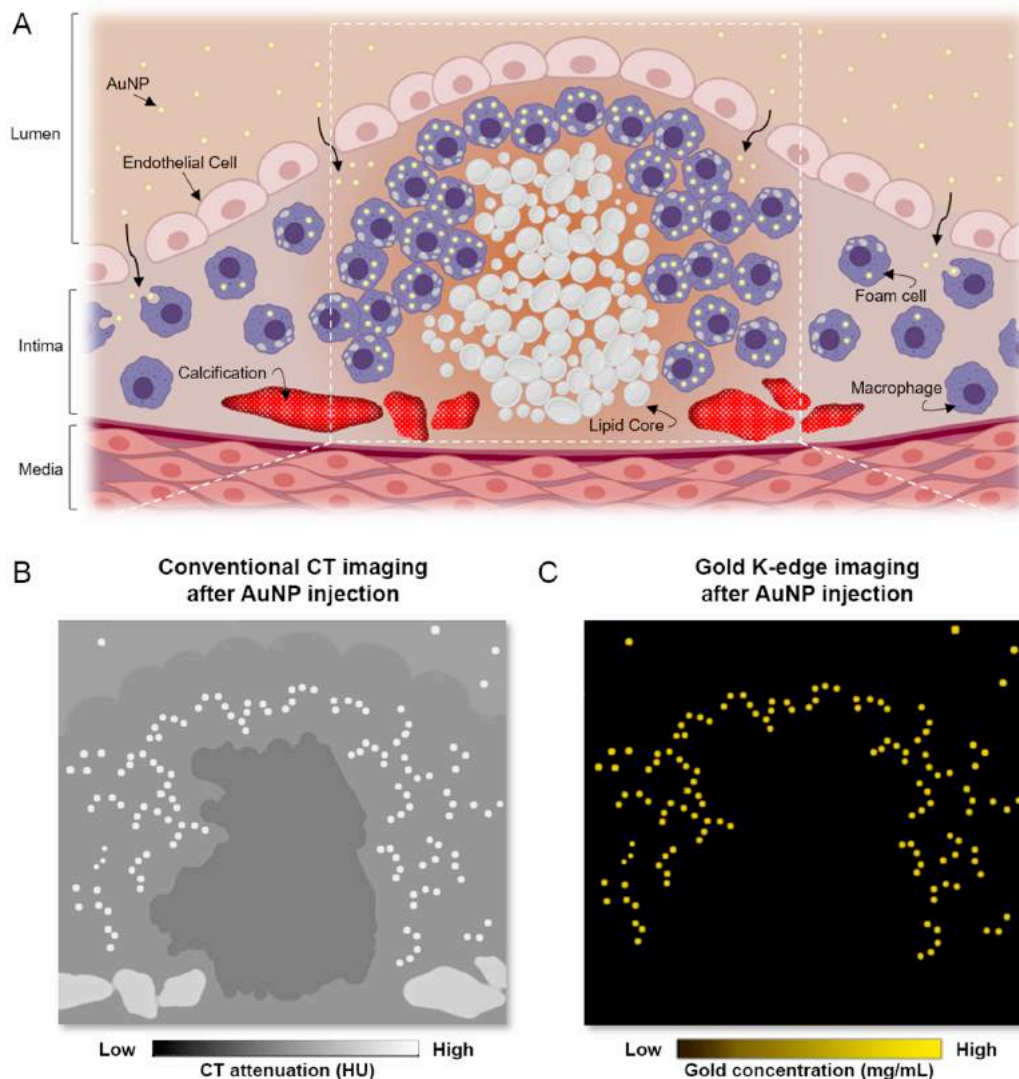 A
AuNP
Lumen
Endothelial Cell
Foam cell
Intima
Calcification
Macrophage
Lipid Core
Media
B
Conventional CT imaging
after AuNP injection
C
Gold K-edge imaging
after AuNP injection
Low
High
CT attenuation (HU)
Low
High
Gold concentration (mg/mL)